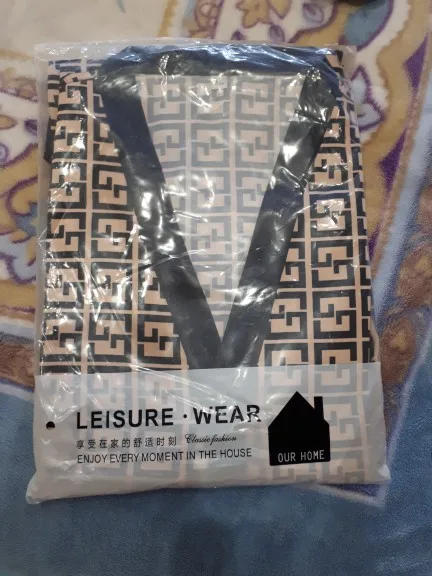 LEISURE · WEAR
享受在家的舒适时刻 Classic fashion
ENJOY EVERY MOMENT IN THE HOUSE
OUR HOME